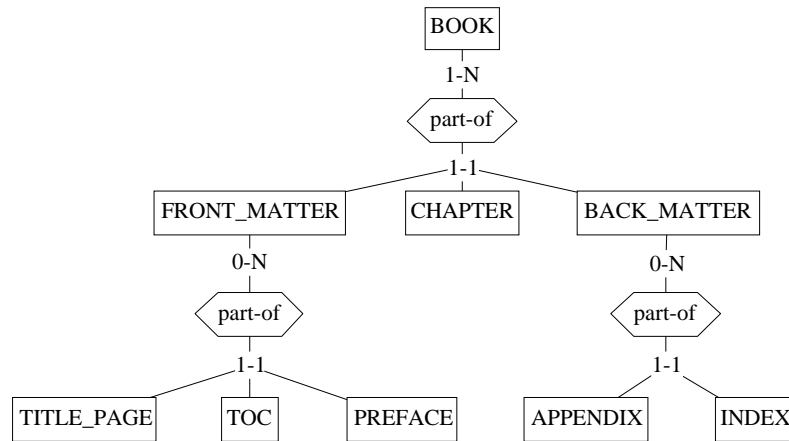 BOOK
1-N
part-of
1-1
FRONT_MATTER CHAPTER BACK_MATTER
0-N 0-N
part-of part-of
1-1 1-1
TITLE_PAGE TOC PREFACE APPENDIX INDEX